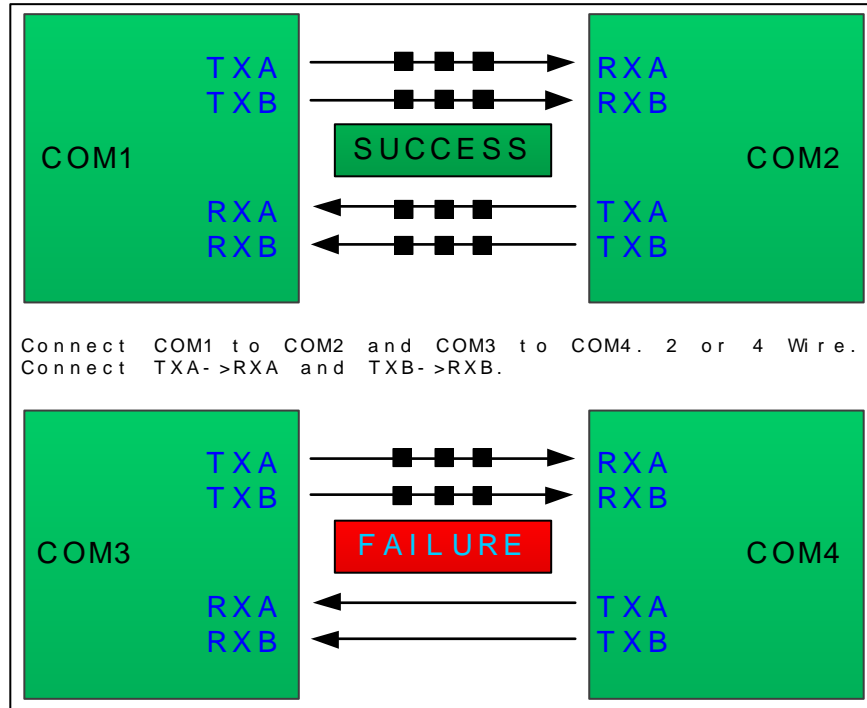 TXA
TXB
COM1
RXA
RXB
SUCCESS
RXA
RXB
COM2
TXA
TXB
Connect COM1 to COM2 and COM3 to COM4. 2 or 4 Wire.
Connect TXA->RXA and TXB->RXB.
TXA
TXB
COM3
RXA
RXB
FAILURE
RXA
RXB
COM4
TXA
TXB